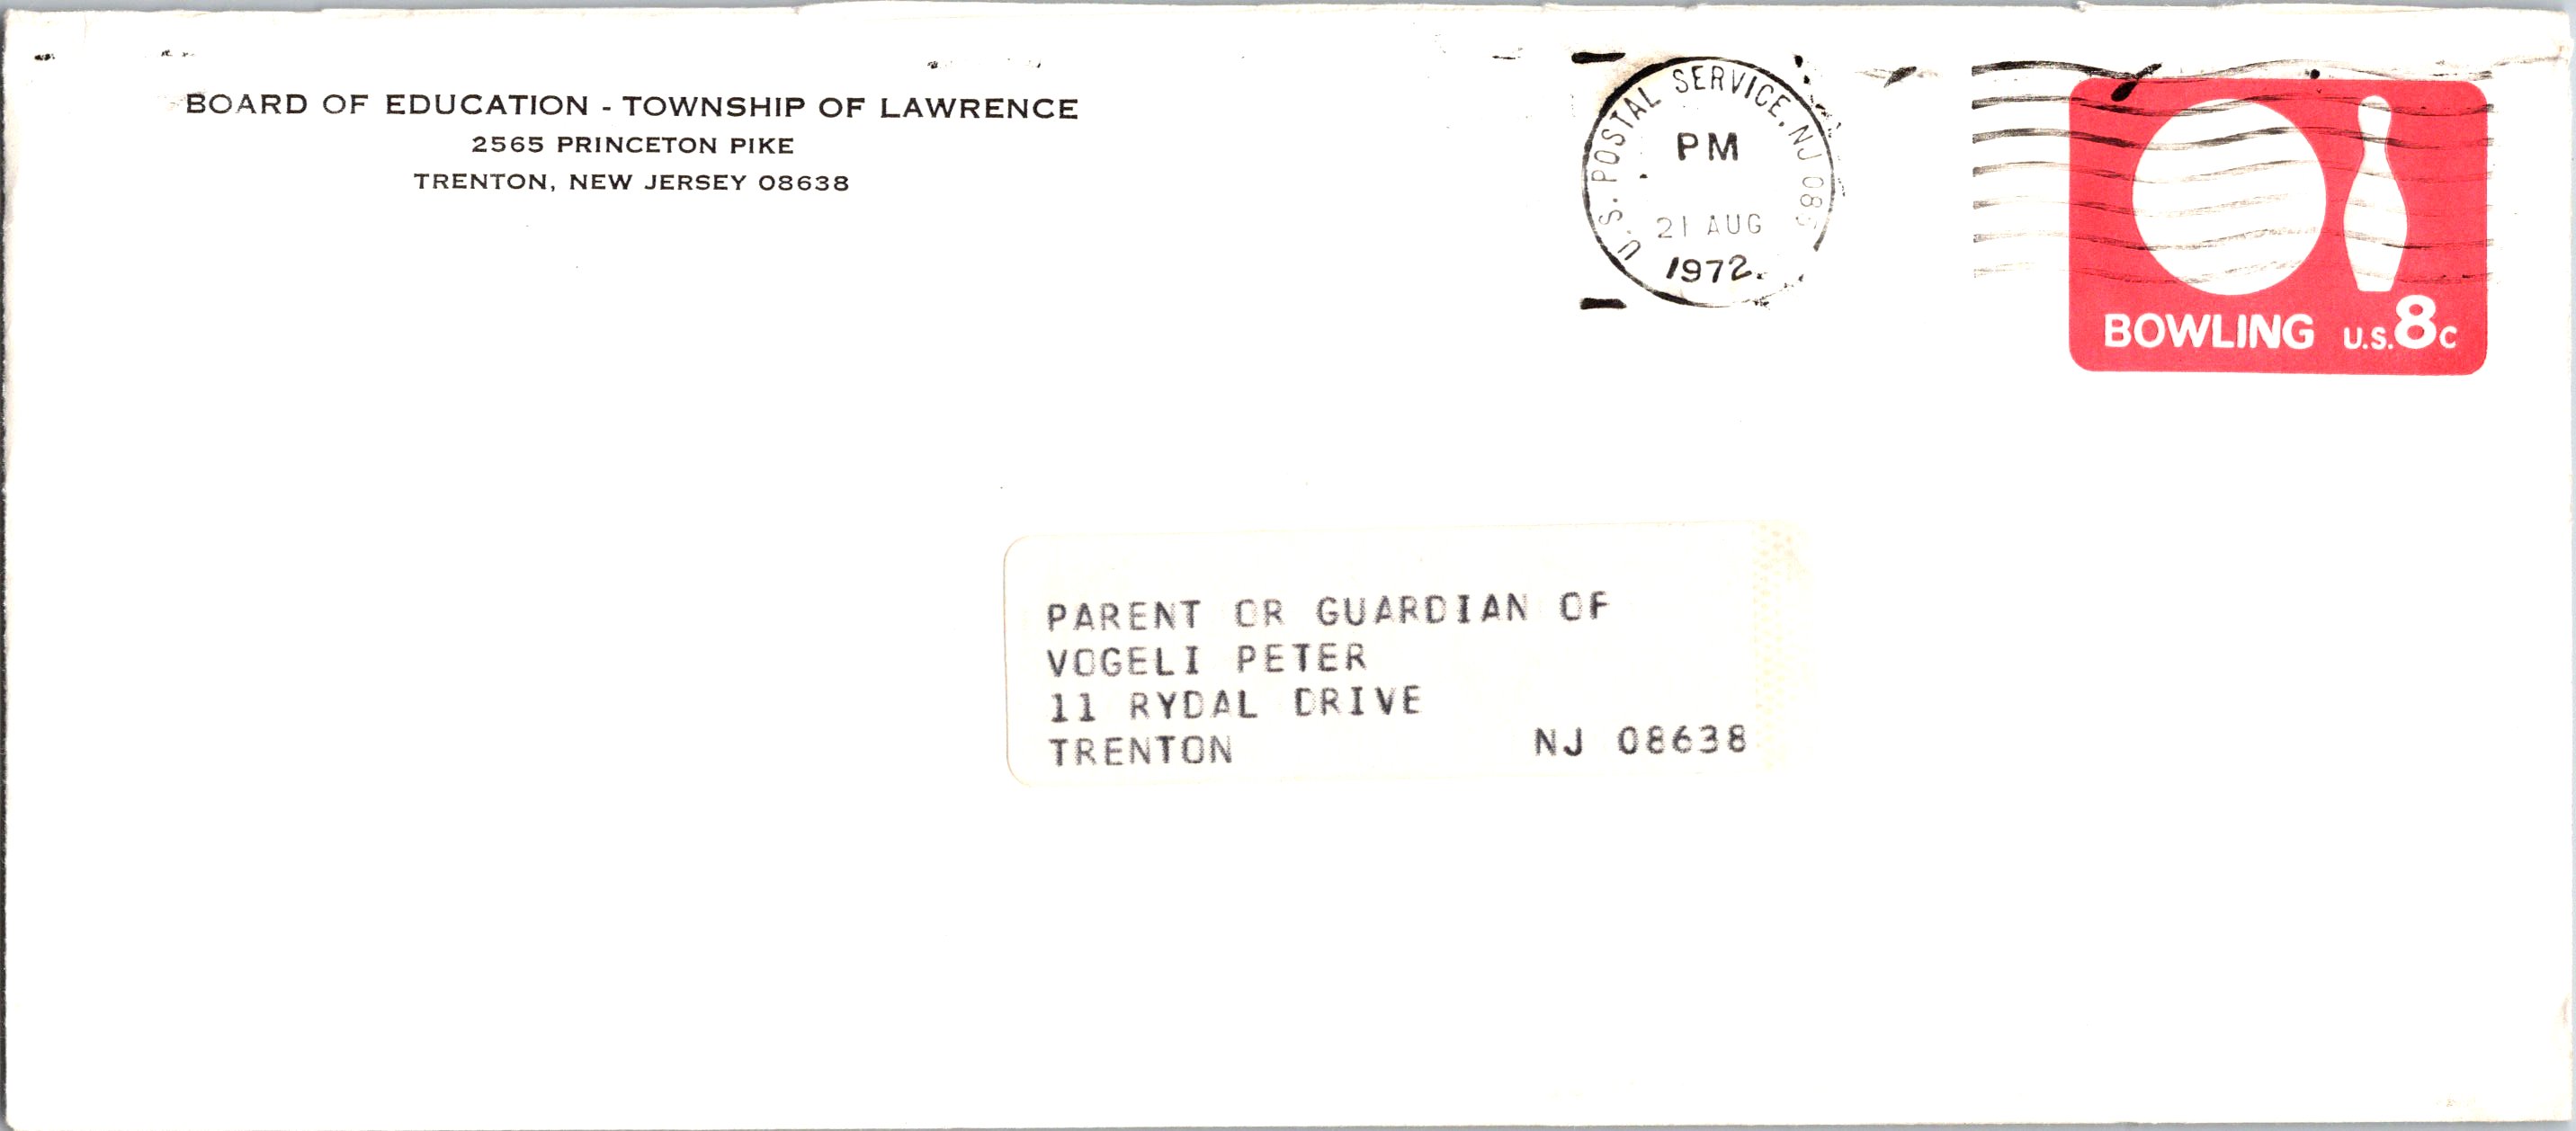 BOARD OF EDUCATION - TOWNSHIP OF LAWRENCE
2565 PRINCETON PIKE
TRENTON, NEW JERSEY 08638
U.S. POSTAL SERVICE, NJ 085
PM
21 AUG
1972
BOWLING U.S. 8c
PARENT OR GUARDIAN OF
VOGELI PETER
11 RYDAL DRIVE
TRENTON NJ 08638